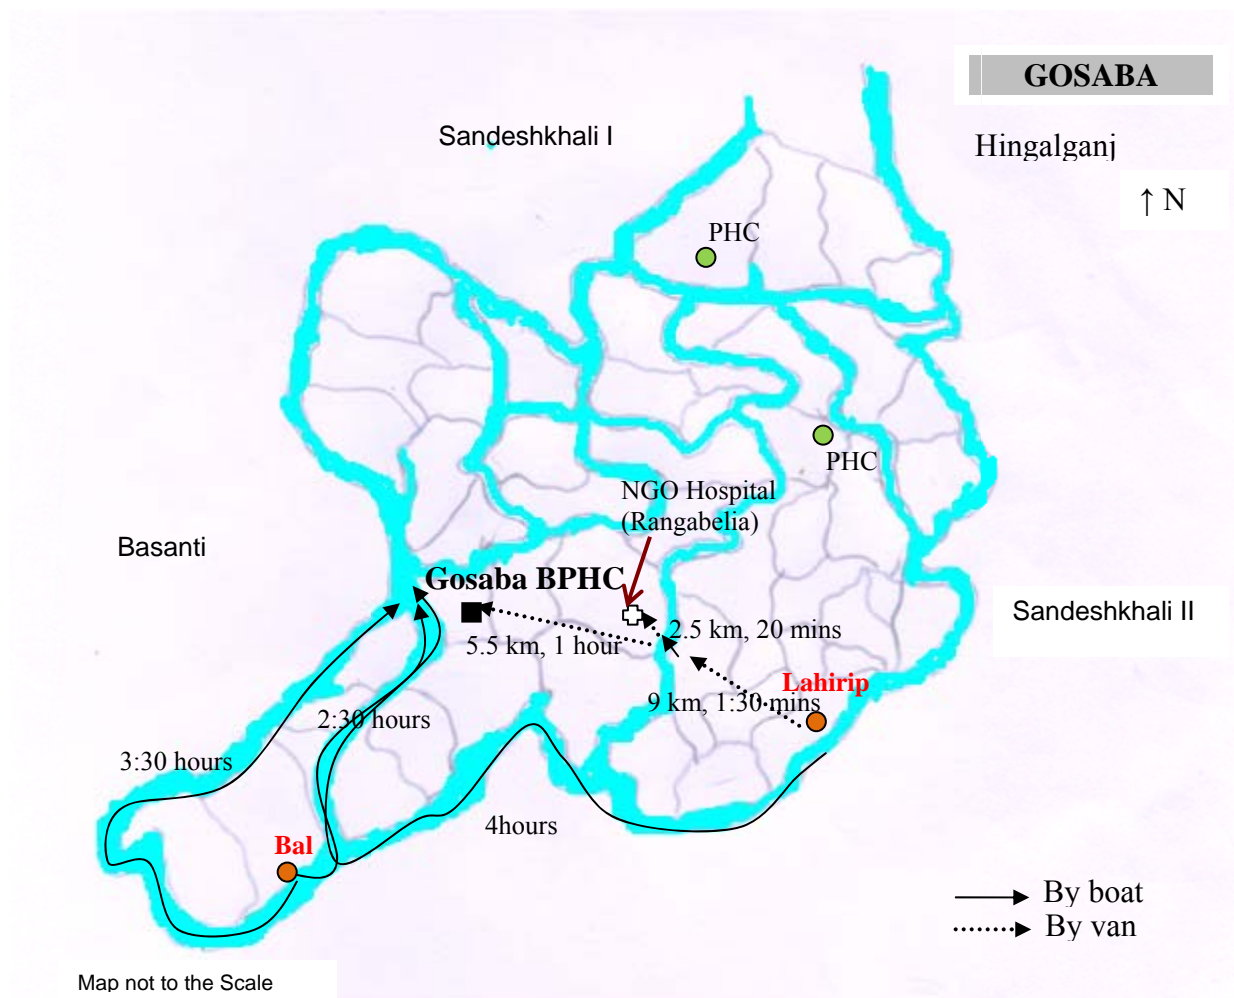 GOSABA
Sandeshkhali I
Hingalganj
↑ N
PHC
PHC
NGO Hospital
(Rangabelia)
Basanti
Gosaba BPHC
Sandeshkhali II
2.5 km, 20 mins
5.5 km, 1 hour
Lahirip
9 km, 1:30 mins
2:30 hours
3:30 hours
4hours
Bal
By boat
By van
Map not to the Scale